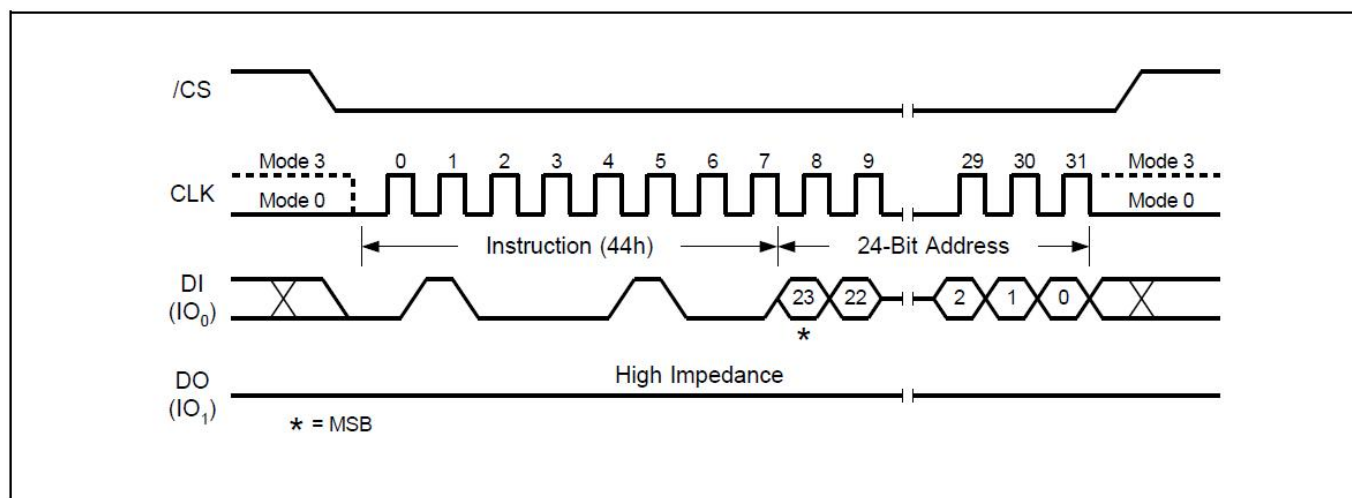 /CS
Mode 3 0 1 2 3 4 5 6 7 8 9 29 30 31 Mode 3
CLK Mode 0 Mode 0
Instruction (44h) 24-Bit Address
DI
(IO₀)
23 22 2 1 0
*
DO
(IO₁)
High Impedance
* = MSB